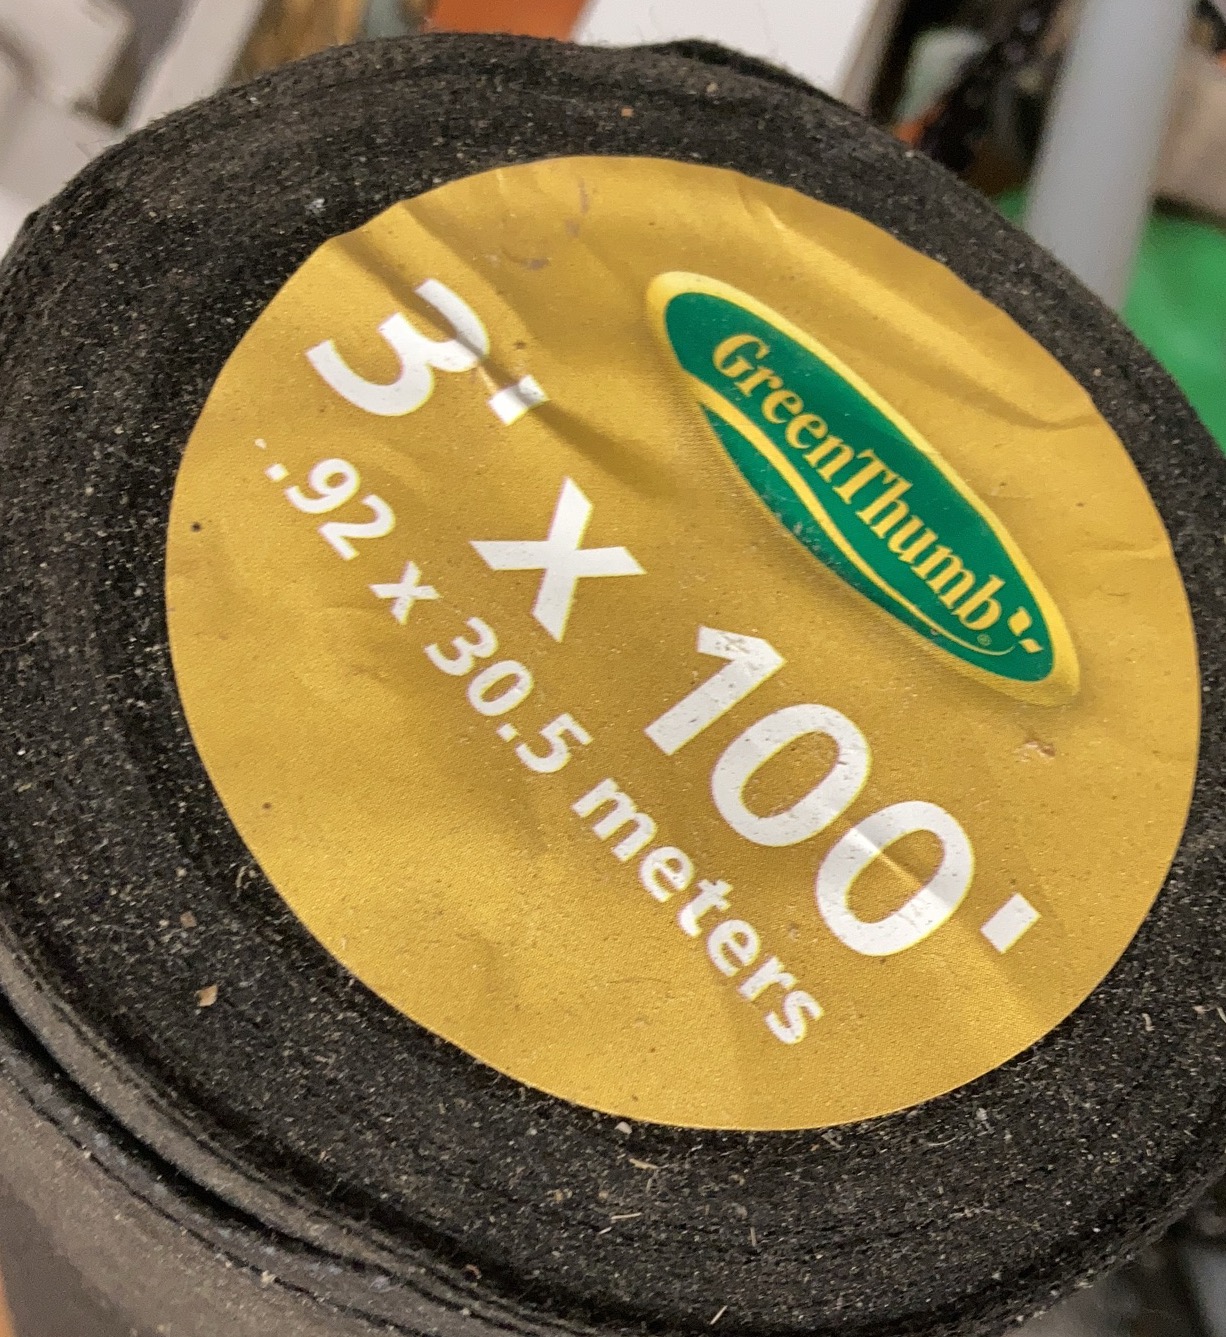 GreenThumb®
3' x 100'
.92 x 30.5 meters